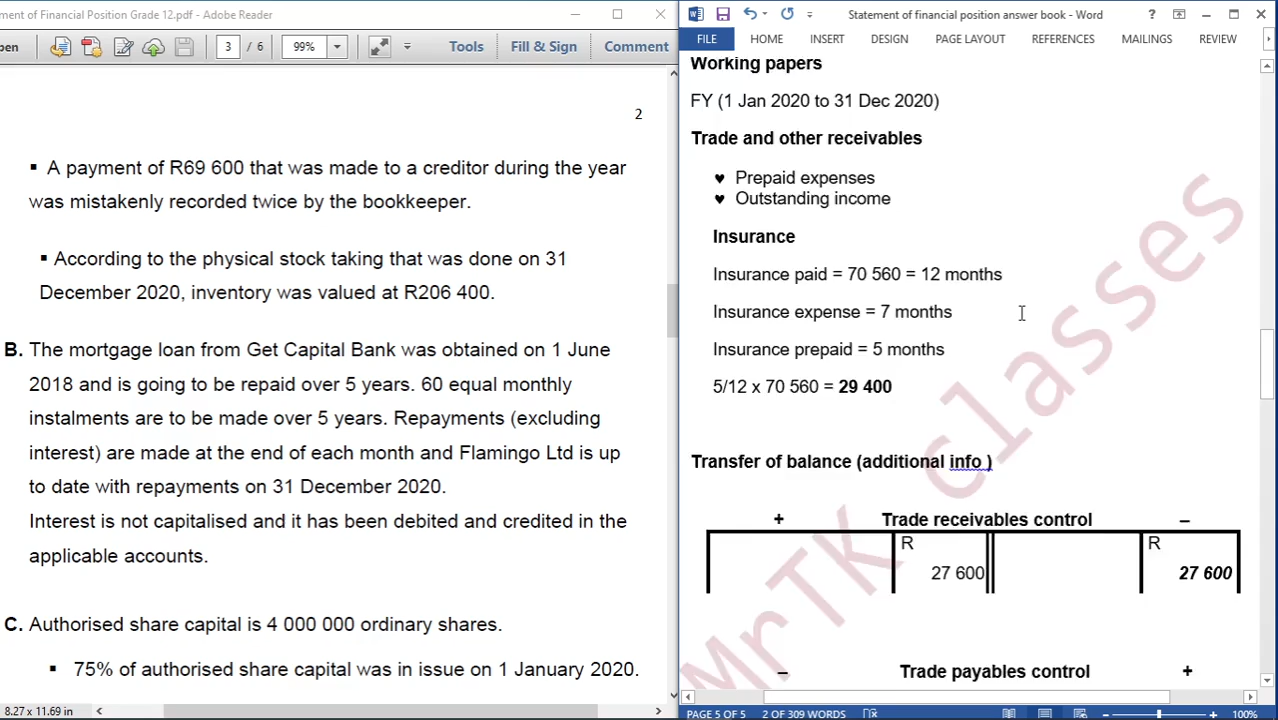 ement of Financial Position Grade 12.pdf - Adobe Reader
pen
3 / 6
99%
Tools
Fill & Sign
Comment
2
▪ A payment of R69 600 that was made to a creditor during the year
was mistakenly recorded twice by the bookkeeper.
▪ According to the physical stock taking that was done on 31
December 2020, inventory was valued at R206 400.
B. The mortgage loan from Get Capital Bank was obtained on 1 June
2018 and is going to be repaid over 5 years. 60 equal monthly
instalments are to be made over 5 years. Repayments (excluding
interest) are made at the end of each month and Flamingo Ltd is up
to date with repayments on 31 December 2020.
Interest is not capitalised and it has been debited and credited in the
applicable accounts.
C. Authorised share capital is 4 000 000 ordinary shares.
▪ 75% of authorised share capital was in issue on 1 January 2020.
8.27 x 11.69 in
Statement of financial position answer book - Word
FILE
HOME
INSERT
DESIGN
PAGE LAYOUT
REFERENCES
MAILINGS
REVIEW
Working papers
FY (1 Jan 2020 to 31 Dec 2020)
Trade and other receivables
♥ Prepaid expenses
♥ Outstanding income
Insurance
Insurance paid = 70 560 = 12 months
Insurance expense = 7 months
Insurance prepaid = 5 months
5/12 x 70 560 = 29 400
Transfer of balance (additional info )
+ Trade receivables control –
R R
27 600 27 600
– Trade payables control +
MrTK classes
PAGE 5 OF 5
2 OF 309 WORDS
100%